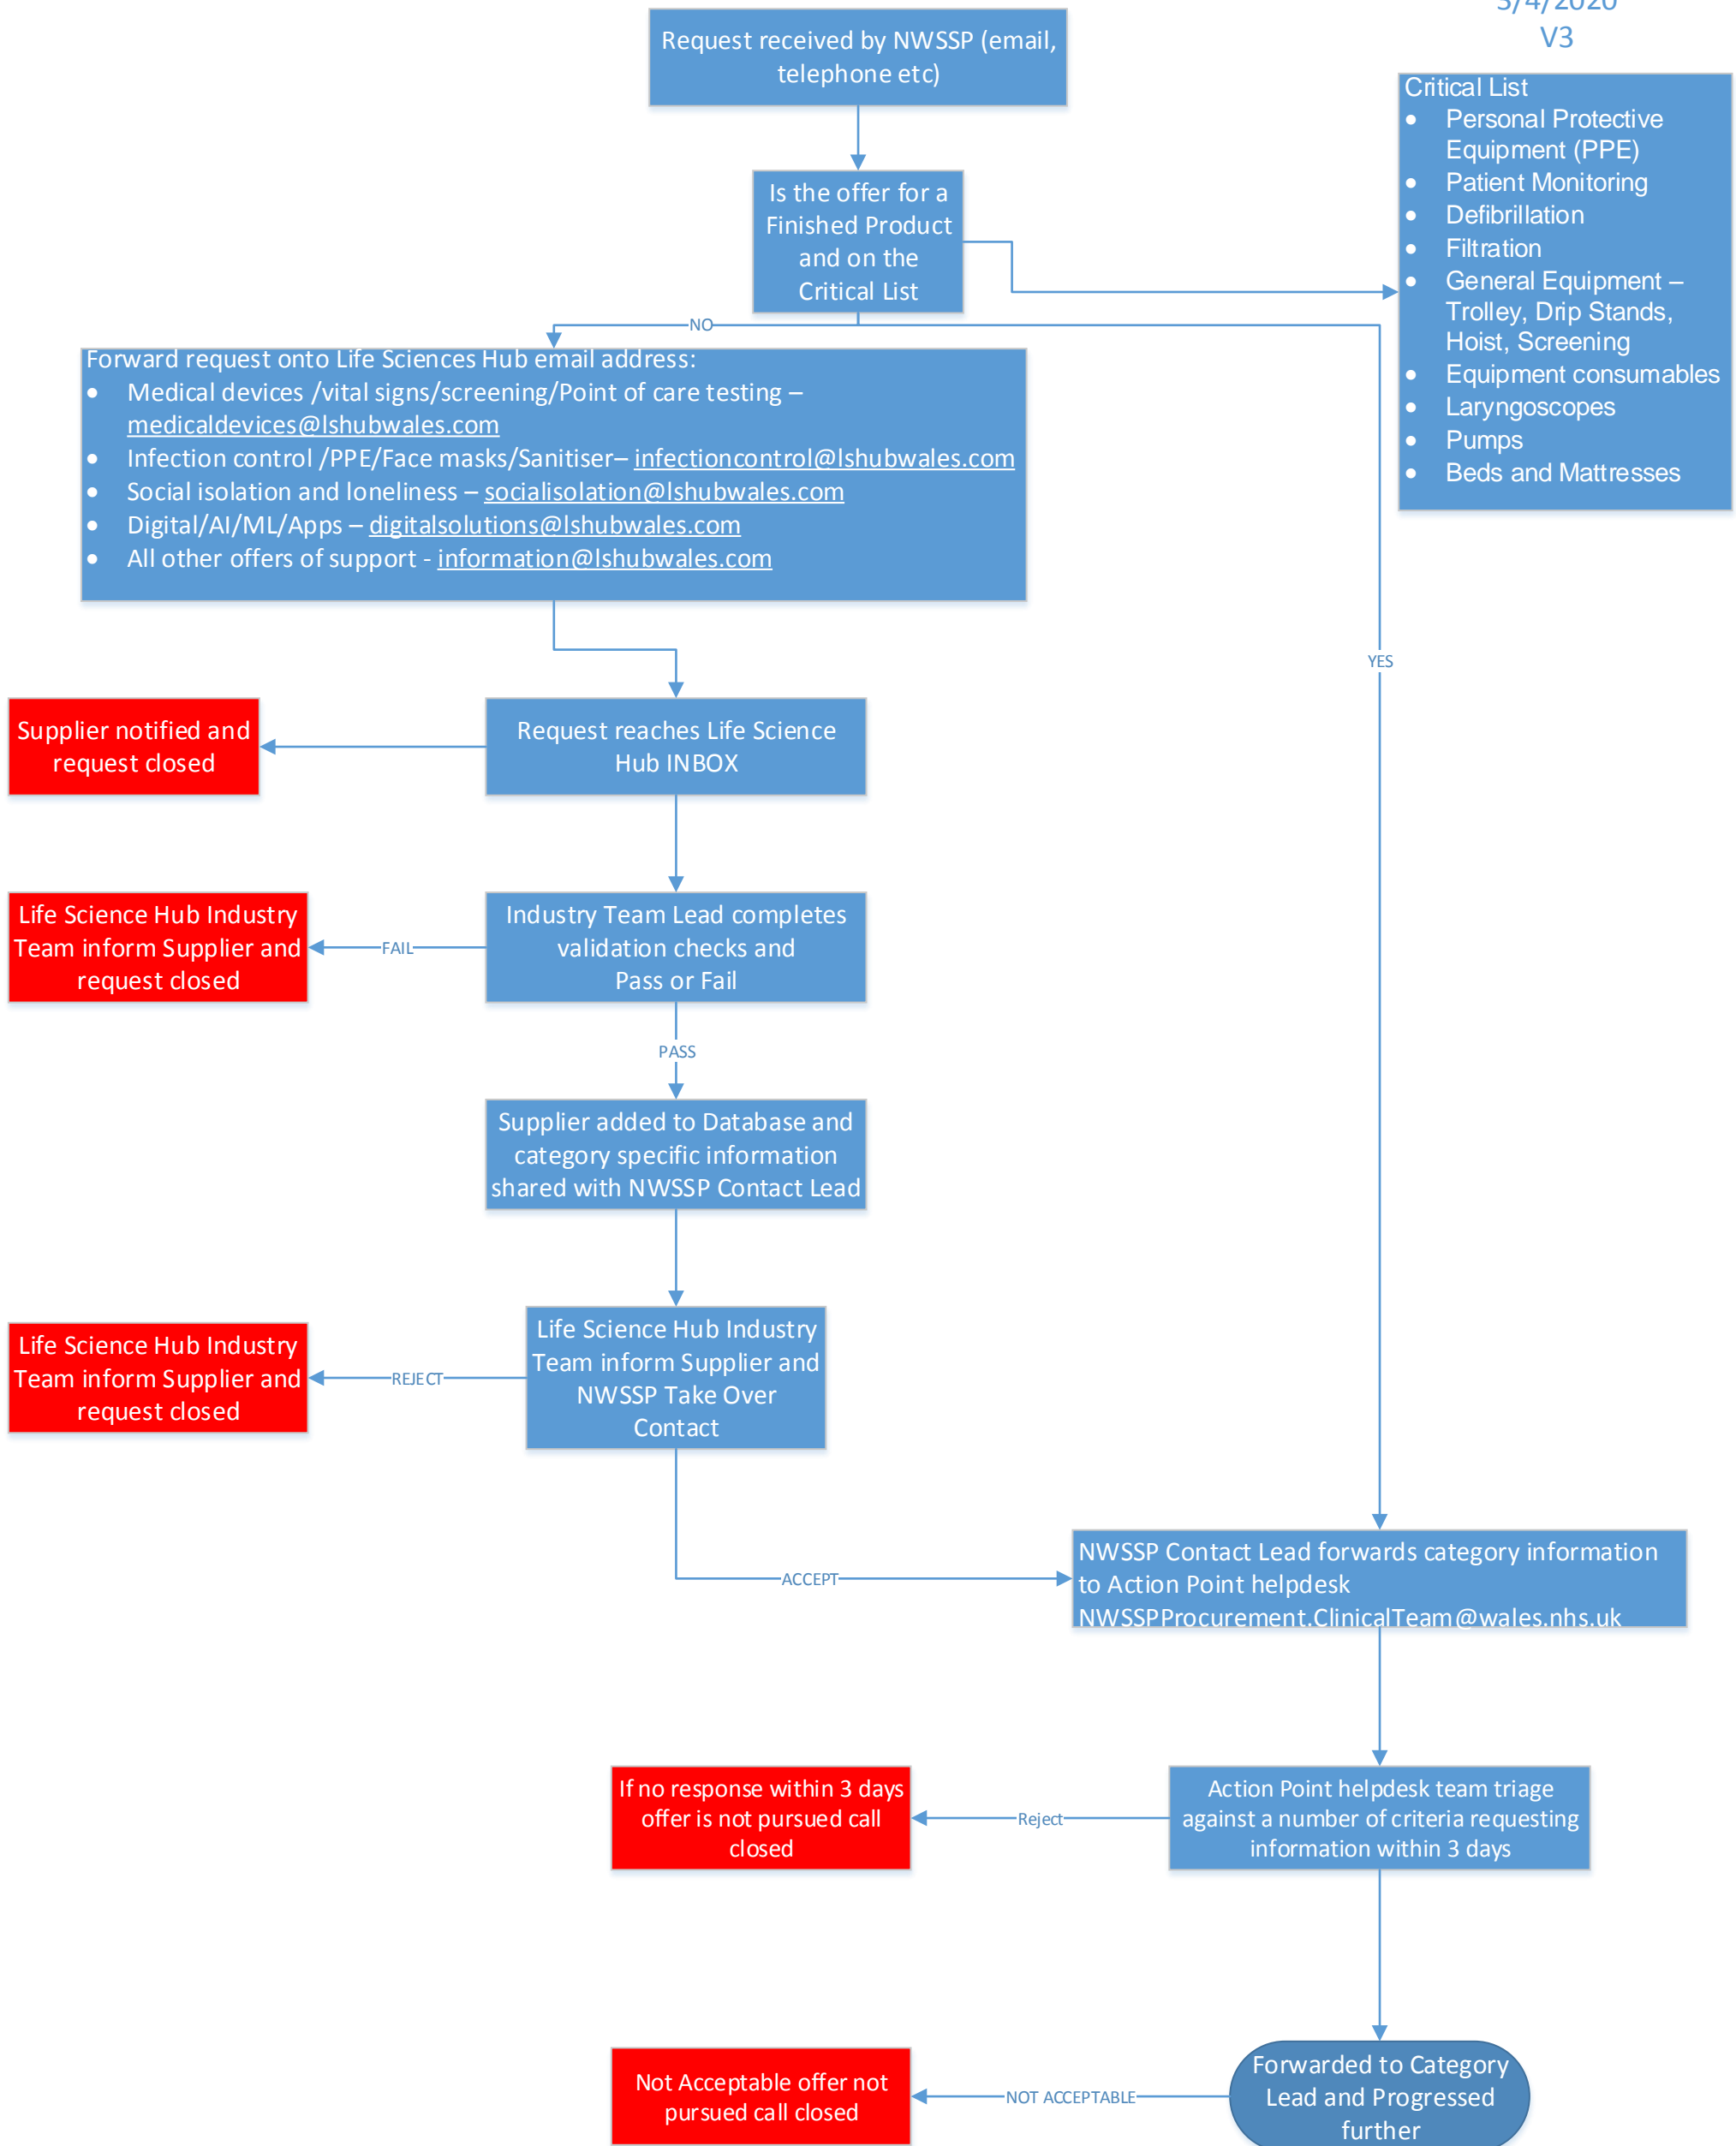 3/4/2020
V3
Request received by NWSSP (email,
telephone etc)
Critical List
• Personal Protective
Equipment (PPE)
• Patient Monitoring
• Defibrillation
• Filtration
• General Equipment –
Trolley, Drip Stands,
Hoist, Screening
• Equipment consumables
• Laryngoscopes
• Pumps
• Beds and Mattresses
Is the offer for a
Finished Product
and on the
Critical List
NO
Forward request onto Life Sciences Hub email address:
• Medical devices /vital signs/screening/Point of care testing –
medicaldevices@lshubwales.com
• Infection control /PPE/Face masks/Sanitiser– infectioncontrol@lshubwales.com
• Social isolation and loneliness – socialisolation@lshubwales.com
• Digital/AI/ML/Apps – digitalsolutions@lshubwales.com
• All other offers of support - information@lshubwales.com
YES
Supplier notified and
request closed
Request reaches Life Science
Hub INBOX
Life Science Hub Industry
Team inform Supplier and
request closed
FAIL
Industry Team Lead completes
validation checks and
Pass or Fail
PASS
Supplier added to Database and
category specific information
shared with NWSSP Contact Lead
Life Science Hub Industry
Team inform Supplier and
request closed
REJECT
Life Science Hub Industry
Team inform Supplier and
NWSSP Take Over
Contact
ACCEPT
NWSSP Contact Lead forwards category information
to Action Point helpdesk
NWSSPProcurement.ClinicalTeam@wales.nhs.uk
If no response within 3 days
offer is not pursued call
closed
Reject
Action Point helpdesk team triage
against a number of criteria requesting
information within 3 days
Not Acceptable offer not
pursued call closed
NOT ACCEPTABLE
Forwarded to Category
Lead and Progressed
further